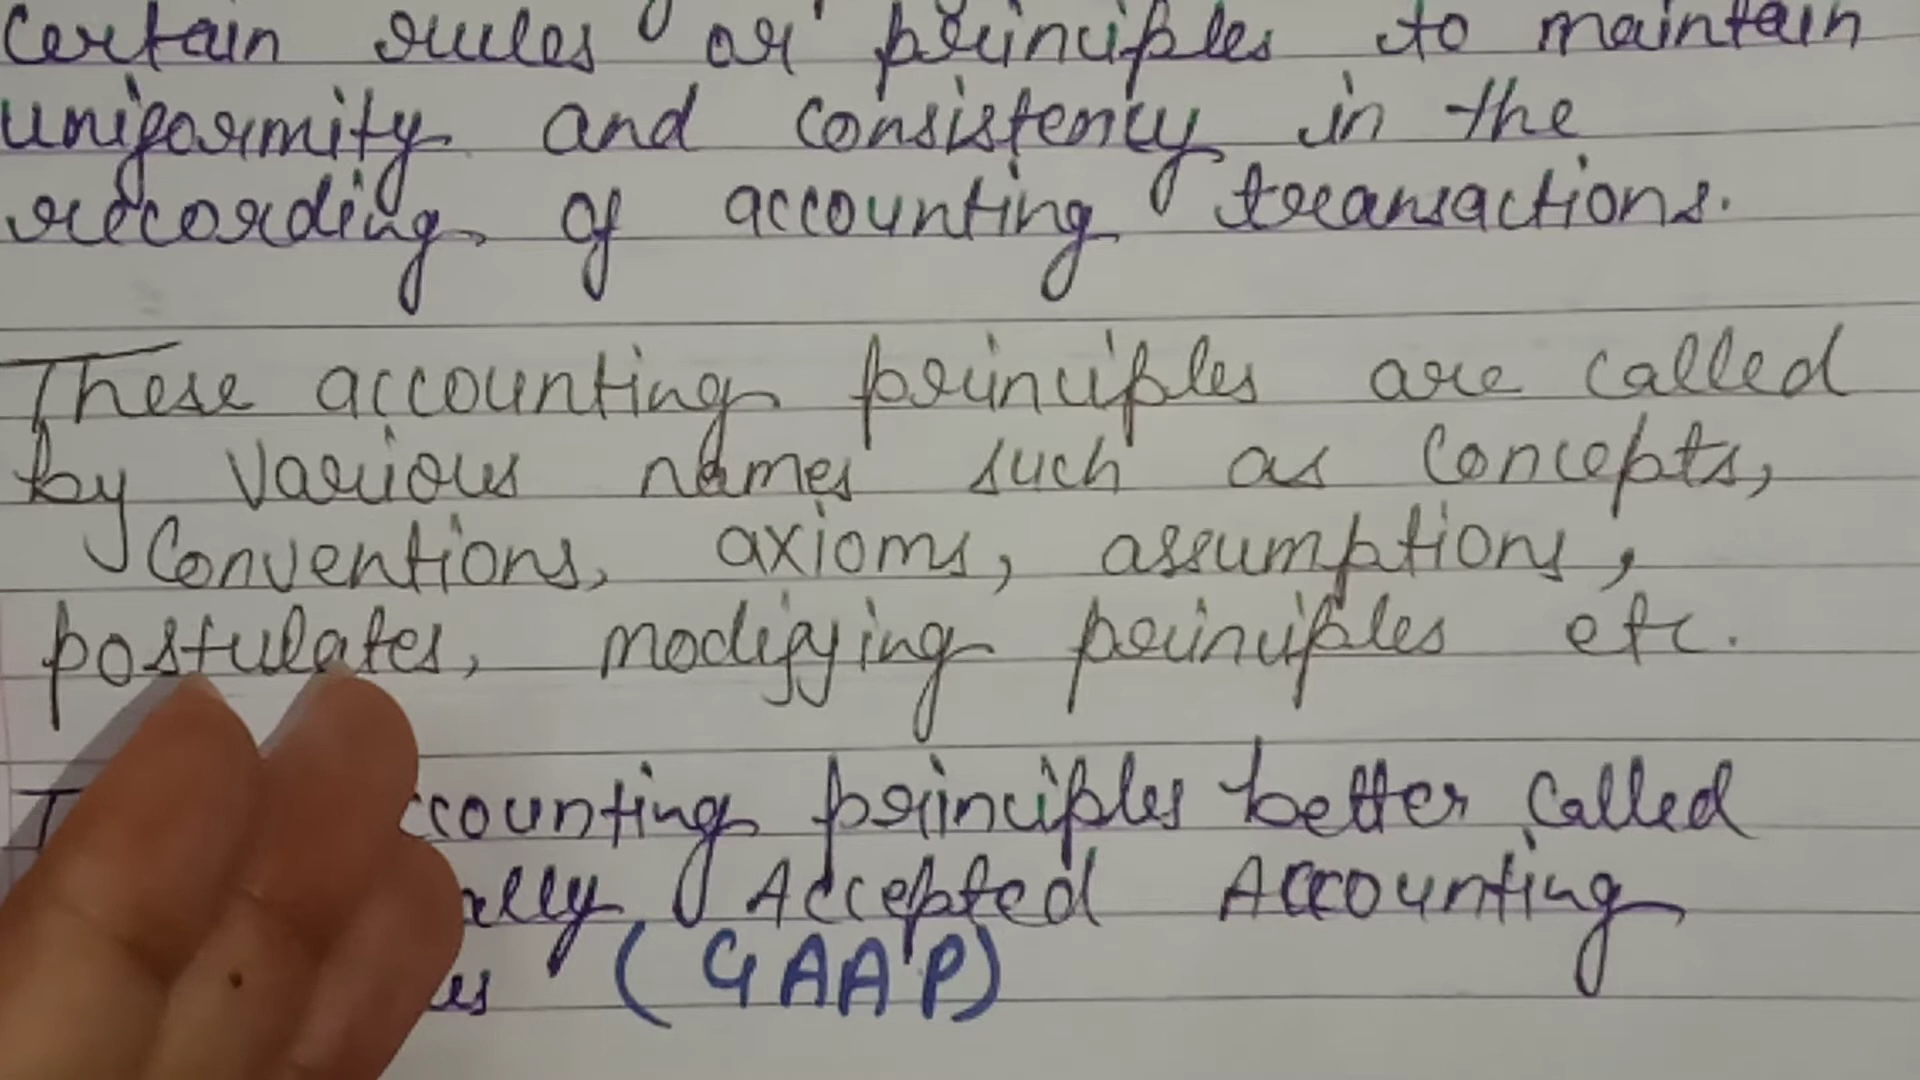 Certain rules or principles to maintain
uniformity and consistency in the
recording of accounting transactions.
These accounting principles are called
by various names such as Concepts,
Conventions, axioms, assumptions,
postulates, modifying principles etc.
counting principles better called
ally Accepted Accounting
(GAAP)